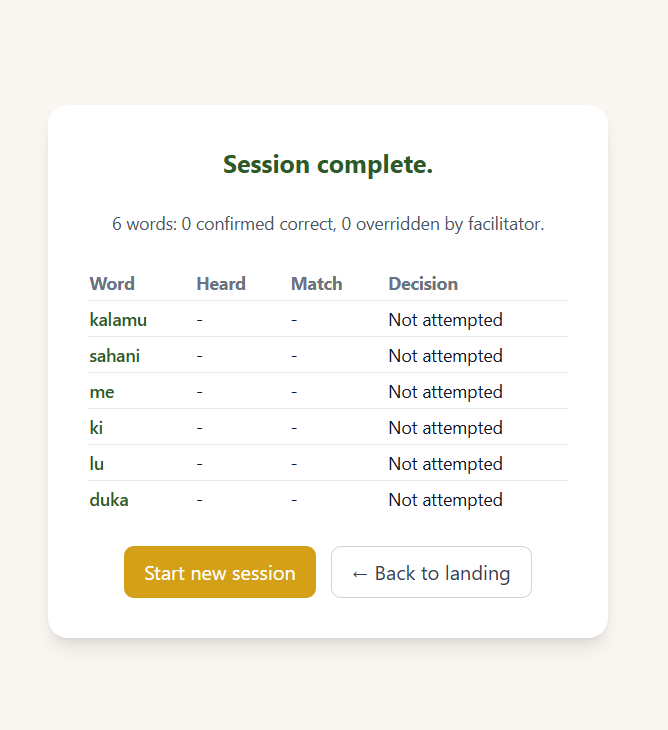 Session complete.
6 words: 0 confirmed correct, 0 overridden by facilitator.
Word Heard Match Decision
kalamu - - Not attempted
sahani - - Not attempted
me - - Not attempted
ki - - Not attempted
lu - - Not attempted
duka - - Not attempted
Start new session ← Back to landing